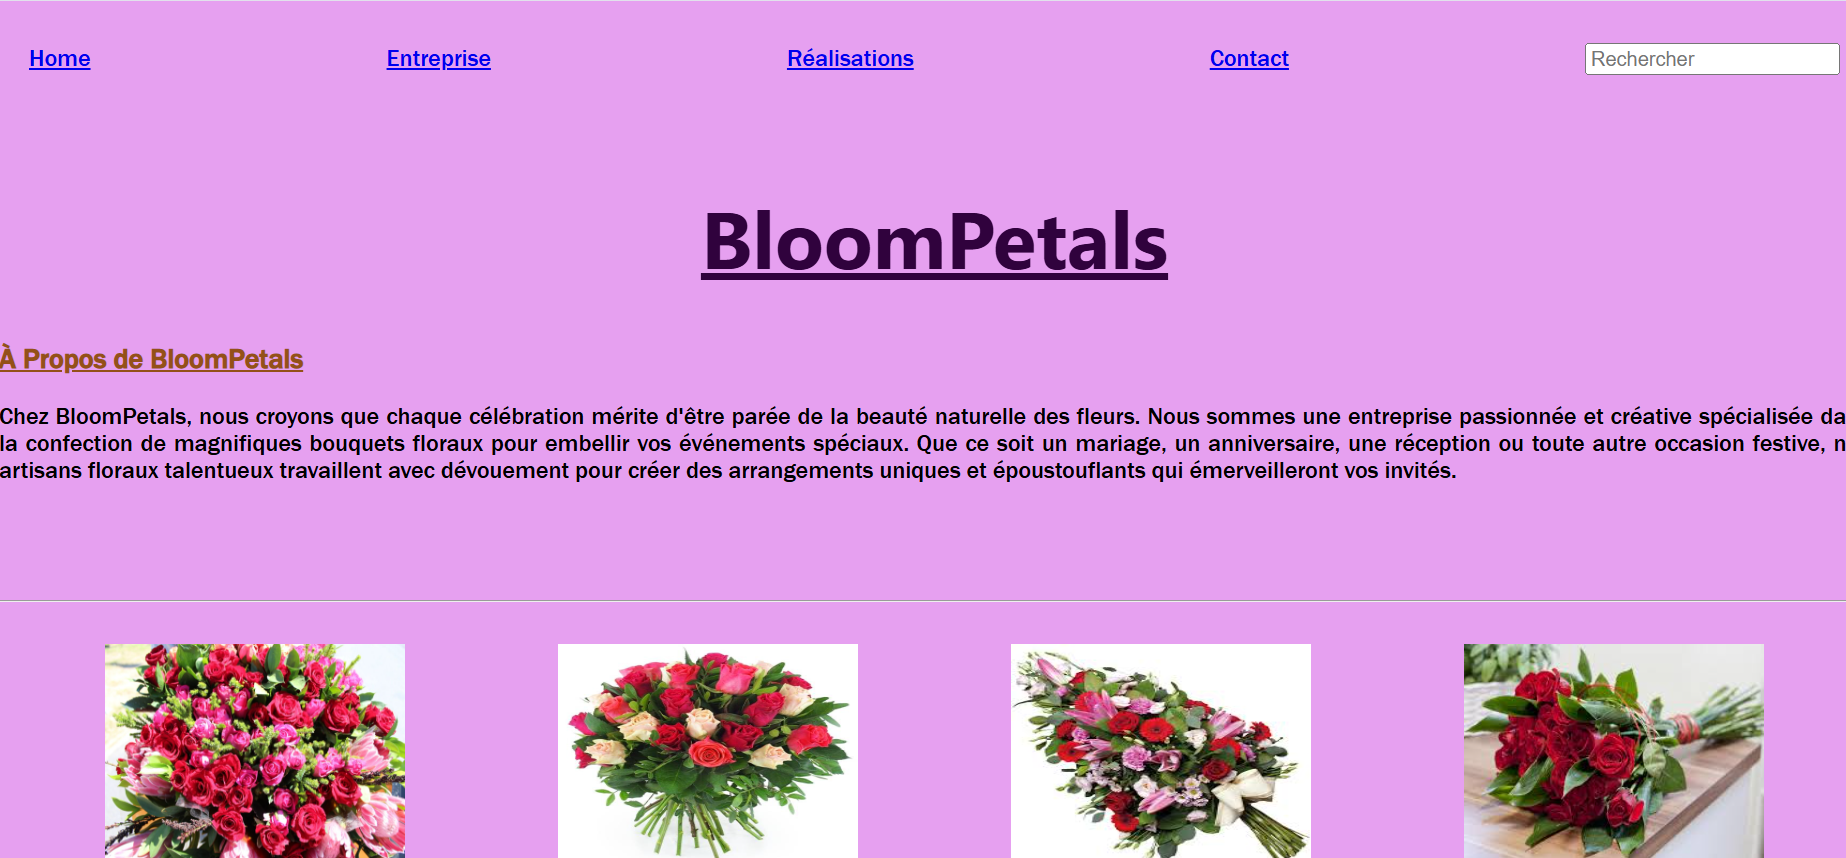 Home Entreprise Réalisations Contact Rechercher
BloomPetals
À Propos de BloomPetals
Chez BloomPetals, nous croyons que chaque célébration mérite d'être parée de la beauté naturelle des fleurs. Nous sommes une entreprise passionnée et créative spécialisée da
la confection de magnifiques bouquets floraux pour embellir vos événements spéciaux. Que ce soit un mariage, un anniversaire, une réception ou toute autre occasion festive, n
artisans floraux talentueux travaillent avec dévouement pour créer des arrangements uniques et époustouflants qui émerveilleront vos invités.